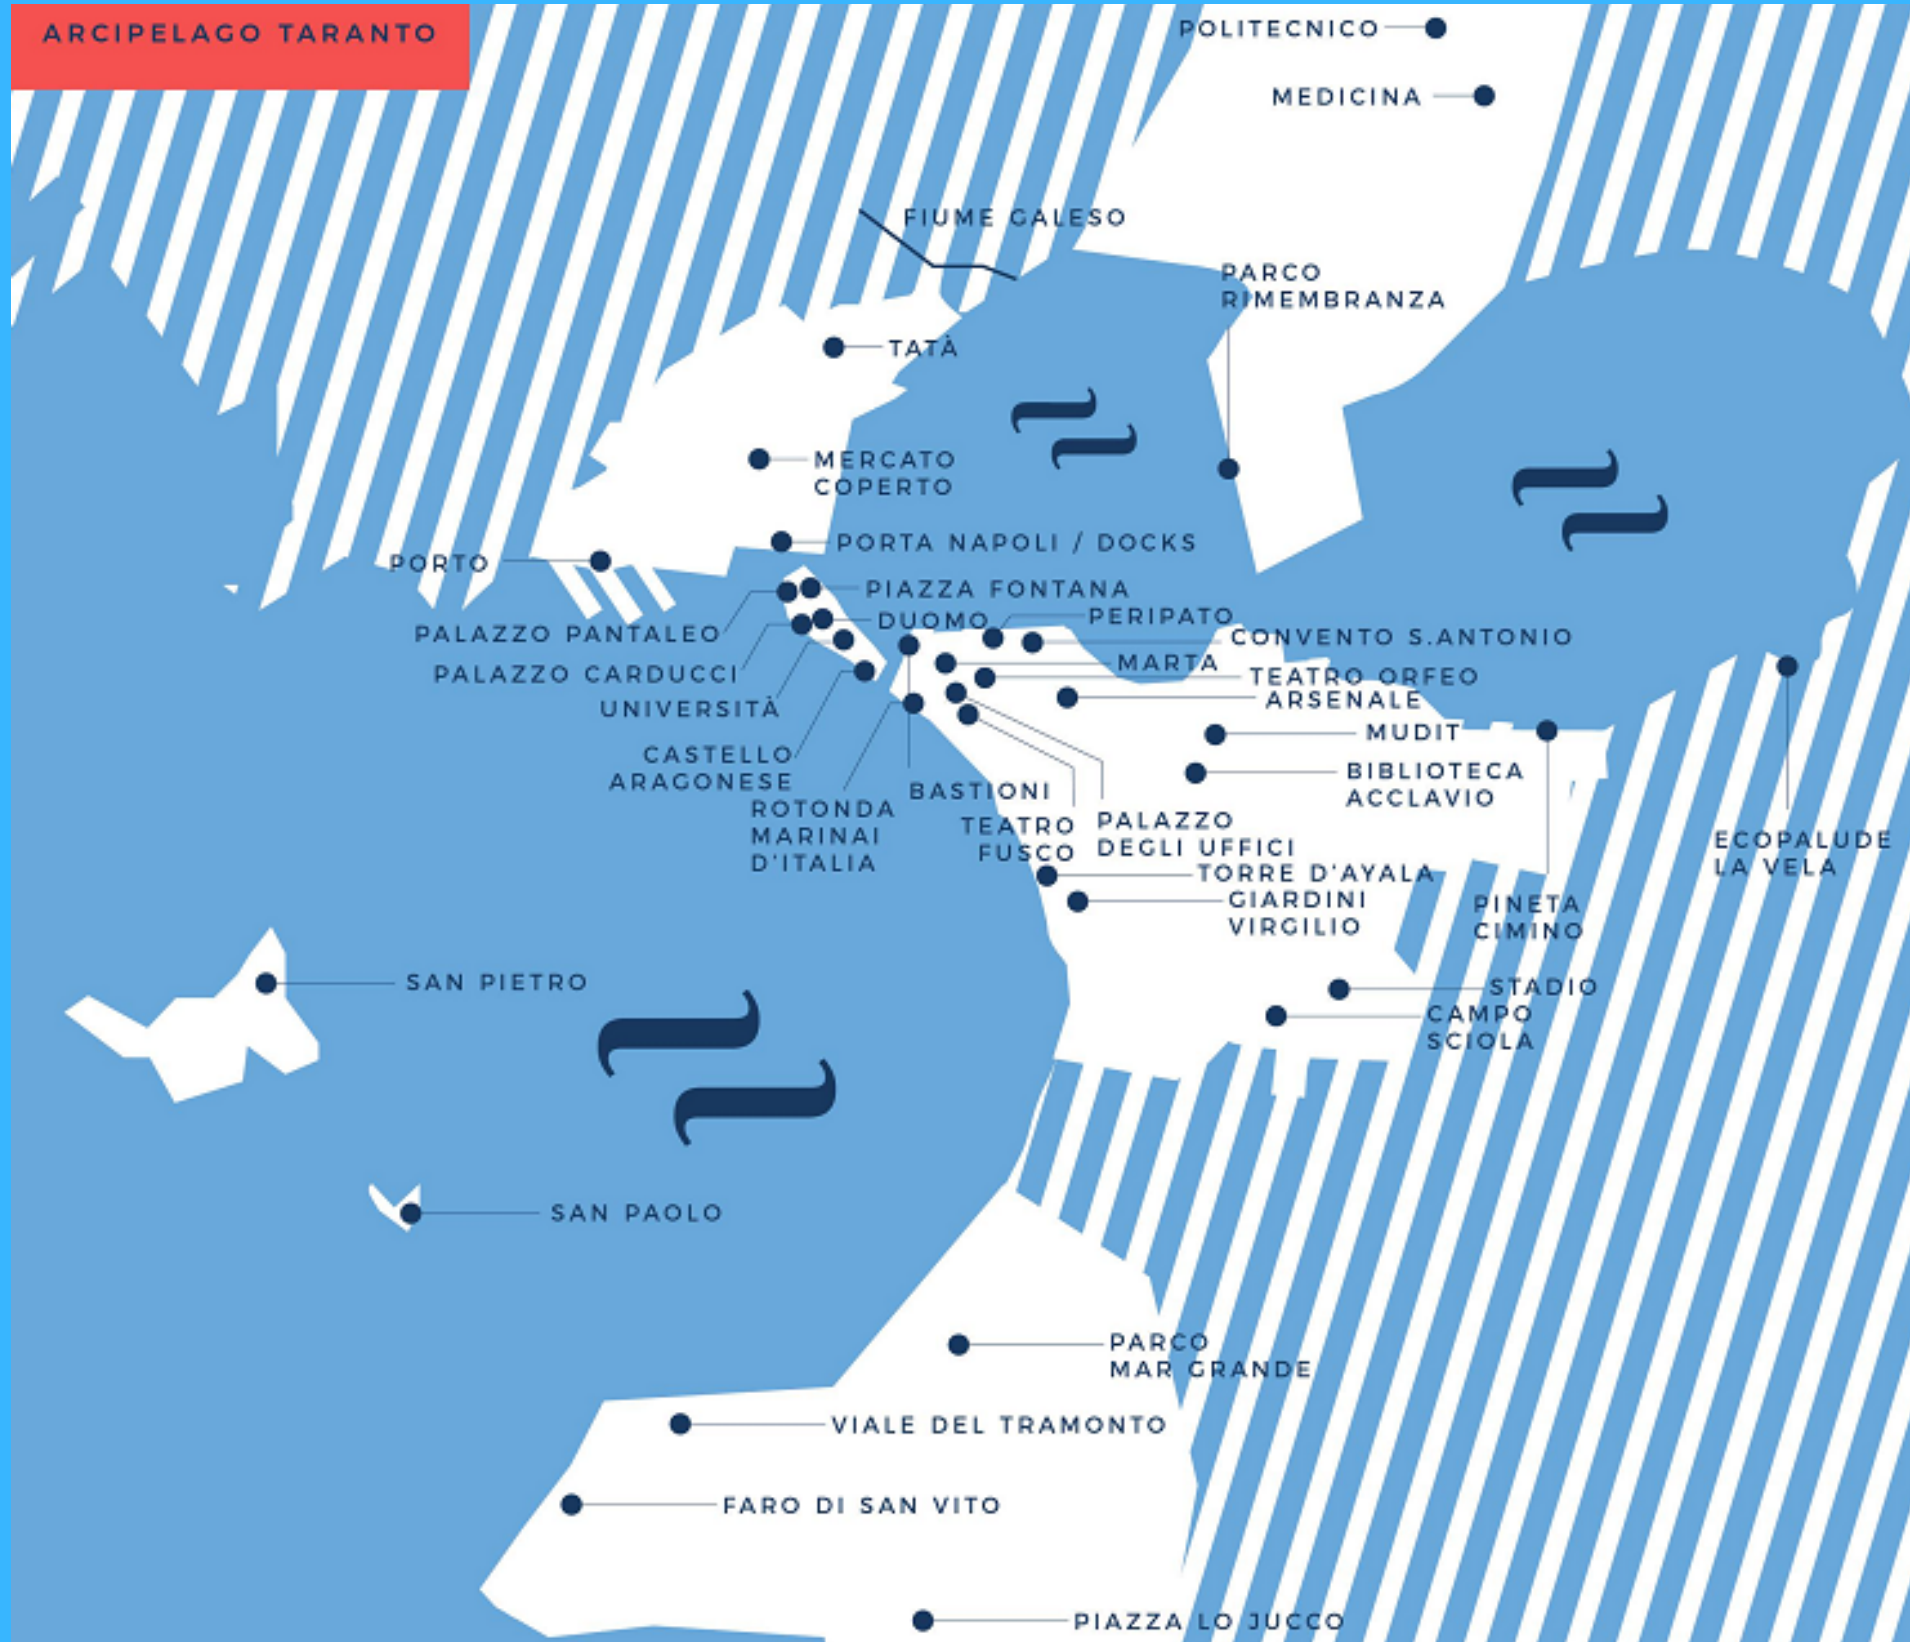 ARCIPELAGO TARANTO
POLITECNICO
MEDICINA
FIUME GALESO
PARCO
RIMEMBRANZA
TATÀ
MERCATO
COPERTO
PORTA NAPOLI / DOCKS
PORTO
PIAZZA FONTANA
DUOMO
PERIPATO
PALAZZO PANTALEO
CONVENTO S.ANTONIO
MARTA
PALAZZO CARDUCCI
TEATRO ORFEO
ARSENALE
UNIVERSITÀ
MUDIT
CASTELLO
ARAGONESE
BIBLIOTECA
ACCLAVIO
BASTIONI
ROTONDA
MARINAI
D'ITALIA
TEATRO
FUSCO
PALAZZO
DEGLI UFFICI
ECOPALUDE
LA VELA
TORRE D'AYALA
GIARDINI
VIRGILIO
PINETA
CIMINO
SAN PIETRO
STADIO
CAMPO
SCIOLA
SAN PAOLO
PARCO
MAR GRANDE
VIALE DEL TRAMONTO
FARO DI SAN VITO
PIAZZA LO JUCCO